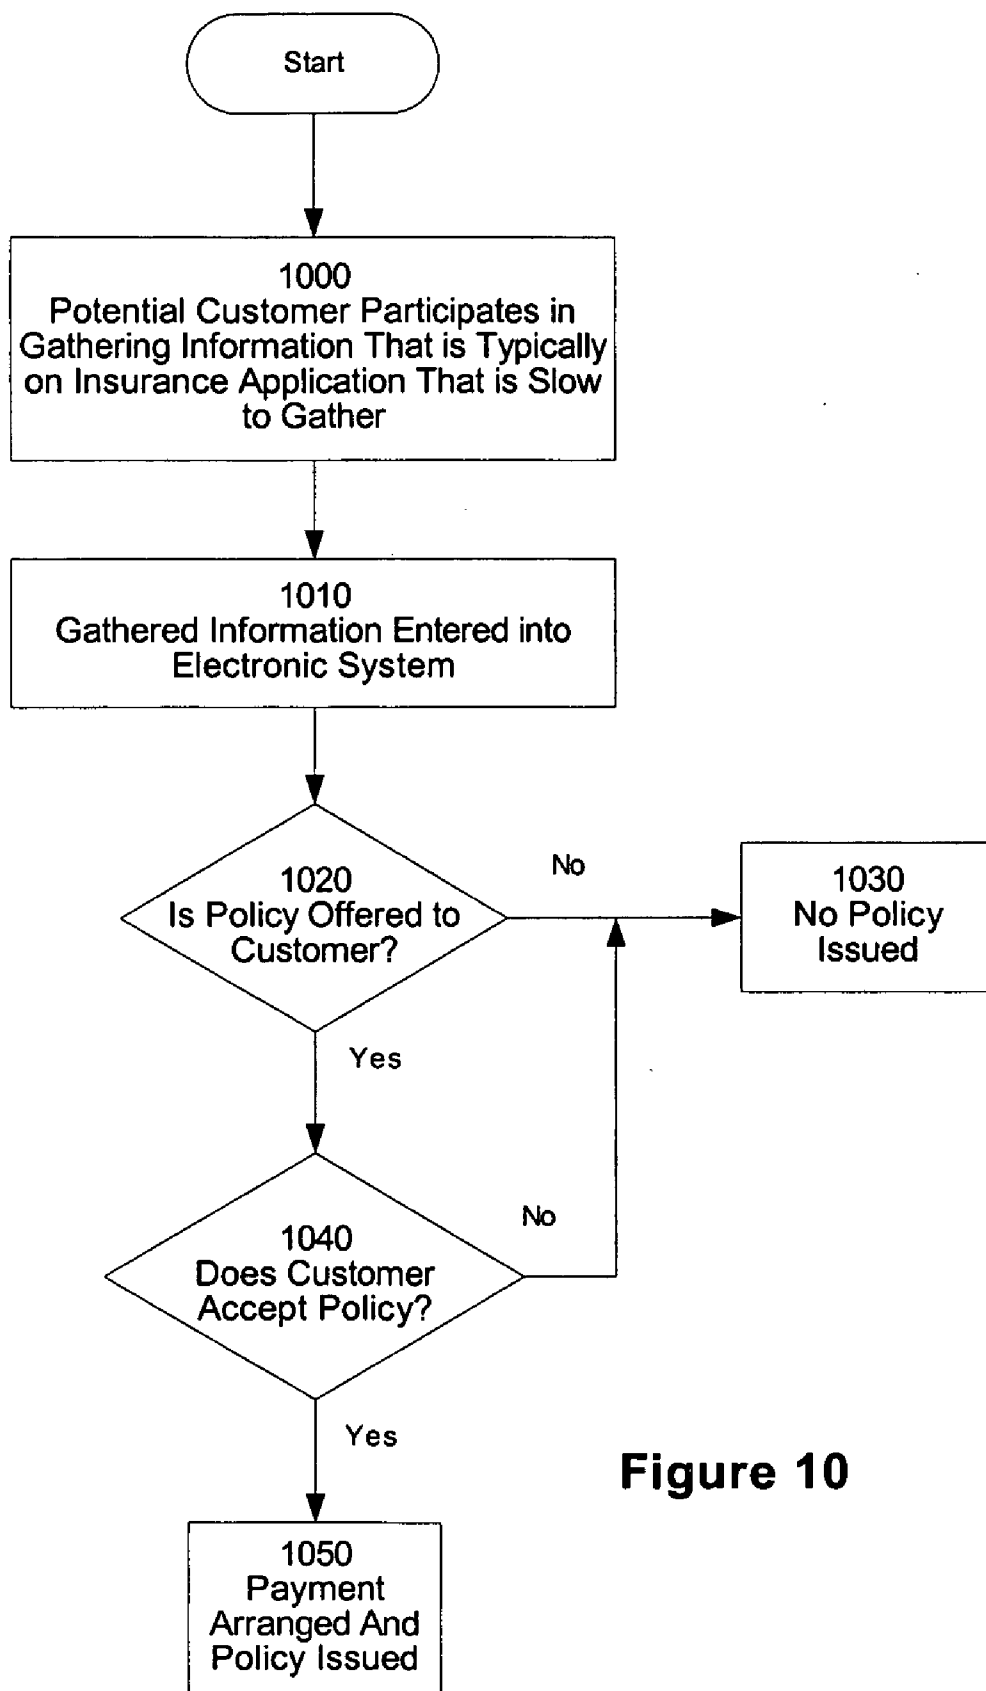 Start
1000
Potential Customer Participates in
Gathering Information That is Typically
on Insurance Application That is Slow
to Gather
1010
Gathered Information Entered into
Electronic System
1020
Is Policy Offered to
Customer?
No
1030
No Policy
Issued
Yes
1040
Does Customer
Accept Policy?
No
Yes
Figure 10
1050
Payment
Arranged And
Policy Issued